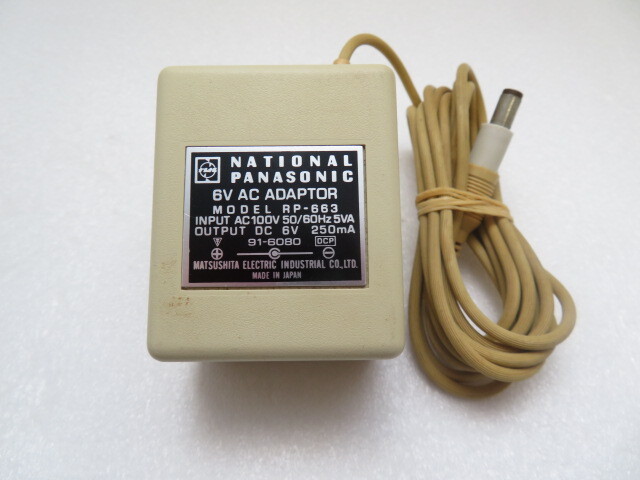 NATIONAL
PANASONIC
6V AC ADAPTOR
MODEL RP-663
INPUT AC100V 50/60Hz 5VA
OUTPUT DC 6V 250mA
91-6080 DCP
MATSUSHITA ELECTRIC INDUSTRIAL CO.,LTD.
MADE IN JAPAN